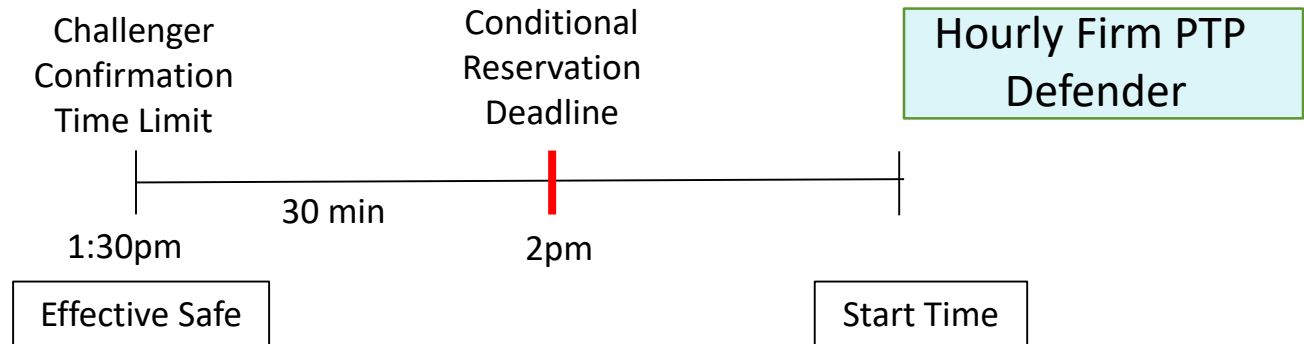 Challenger
Confirmation
Time Limit
Conditional
Reservation
Deadline
Hourly Firm PTP
Defender
30 min
1:30pm
2pm
Effective Safe
Start Time